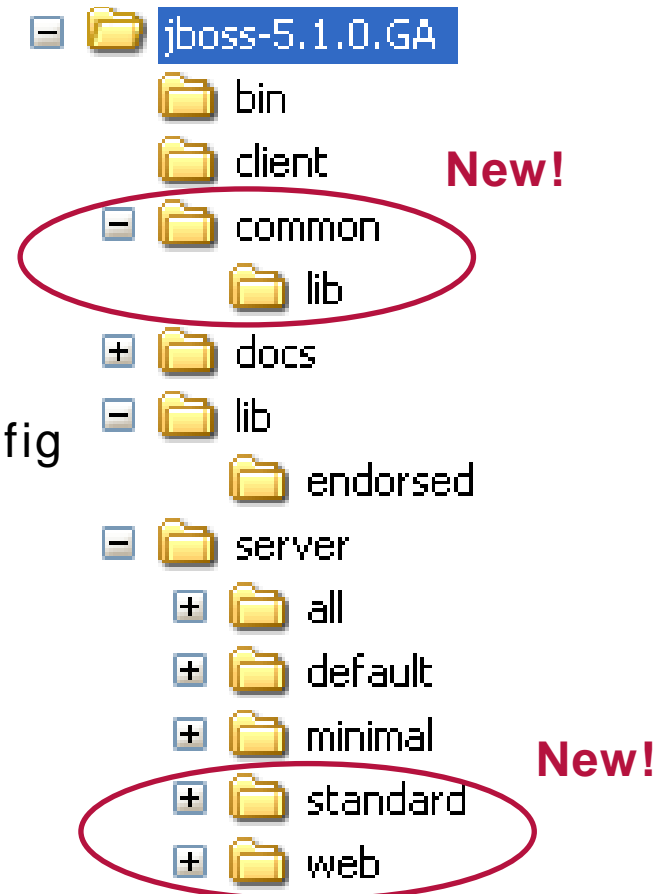 jboss-5.1.0.GA
bin
client
New!
common
lib
docs
fig
lib
endorsed
server
all
default
minimal
New!
standard
web